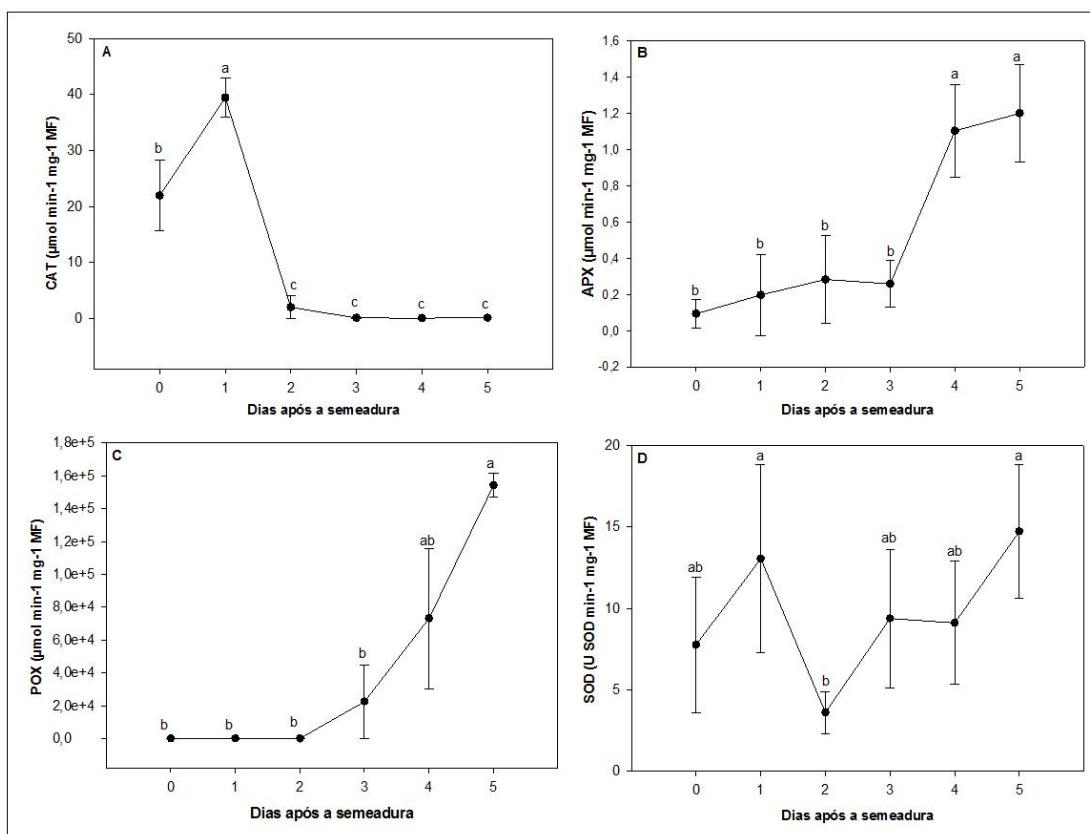 A
CAT (µmol min-1 mg-1 MF)
50
40
30
20
10
0
b
a
c
c
c
c
0 1 2 3 4 5
Dias após a semeadura
B
APX (µmol min-1 mg-1 MF)
1,6
1,4
1,2
1,0
0,8
0,6
0,4
0,2
0,0
-0,2
b
b
b
b
a
a
0 1 2 3 4 5
Dias após a semeadura
C
POX (µmol min-1 mg-1 MF)
1,8e+5
1,6e+5
1,4e+5
1,2e+5
1,0e+5
8,0e+4
6,0e+4
4,0e+4
2,0e+4
0,0
b
b
b
b
ab
a
0 1 2 3 4 5
Dias após a semeadura
D
SOD (U SOD min-1 mg-1 MF)
20
15
10
5
0
ab
a
b
ab
ab
a
0 1 2 3 4 5
Dias após a semeadura